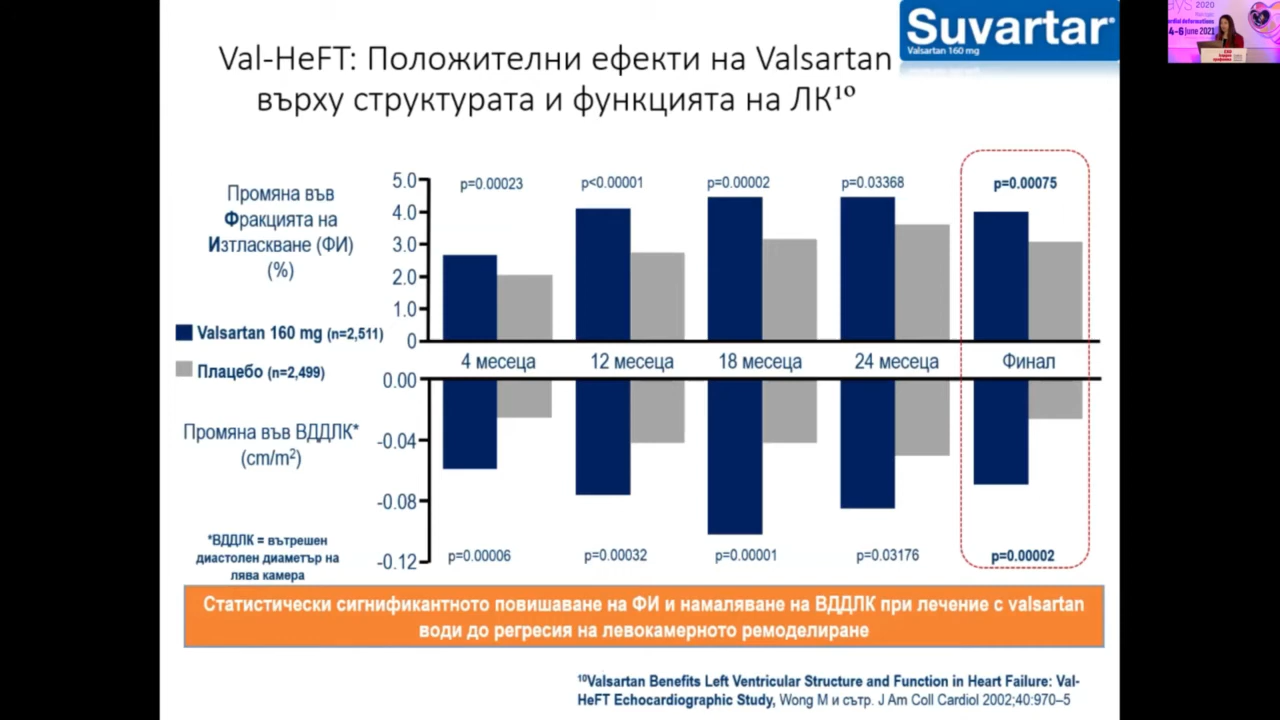 Suvartar®
Valsartan 160 mg
Val-HeFT: Положителни ефекти на Valsartan
върху структурата и функцията на ЛК¹⁰
Промяна във
Фракцията на
Изтласкване (ФИ)
(%)
5.0
4.0
3.0
2.0
1.0
0
p=0.00023
p<0.00001
p=0.00002
p=0.03368
p=0.00075
Valsartan 160 mg (n=2,511)
Плацебо (n=2,499)
4 месеца
12 месеца
18 месеца
24 месеца
Финал
Промяна във ВДДЛК*
(cm/m²)
0.00
-0.04
-0.08
-0.12
p=0.00006
p=0.00032
p=0.00001
p=0.03176
p=0.00002
*ВДДЛК = вътрешен
диастолен диаметър на
лява камера
Статистически сигнификантното повишаване на ФИ и намаляване на ВДДЛК при лечение с valsartan
води до регресия на левокамерното ремоделиране
¹⁰Valsartan Benefits Left Ventricular Structure and Function in Heart Failure: Val-
HeFT Echocardiographic Study, Wong M и сътр. J Am Coll Cardiol 2002;40:970–5
2020
4-6 June 2021